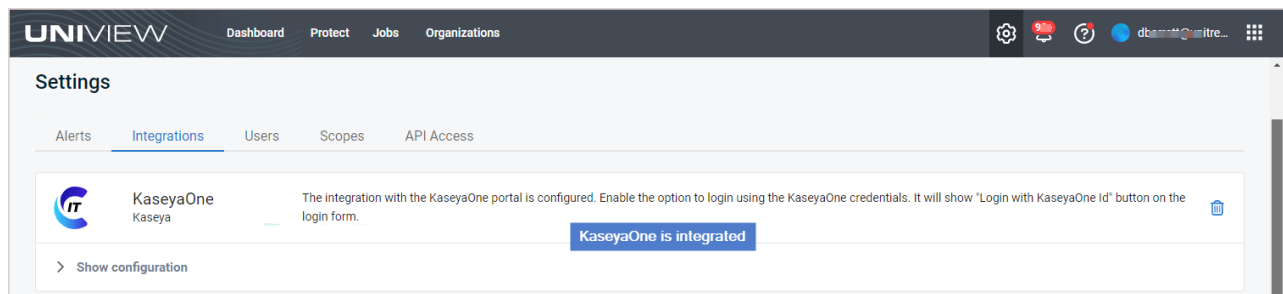 UNIVIEW Dashboard Protect Jobs Organizations
Settings
Alerts Integrations Users Scopes API Access
IT KaseyaOne
Kaseya
The integration with the KaseyaOne portal is configured. Enable the option to login using the KaseyaOne credentials. It will show "Login with KaseyaOne Id" button on the
login form.
KaseyaOne is integrated
Show configuration